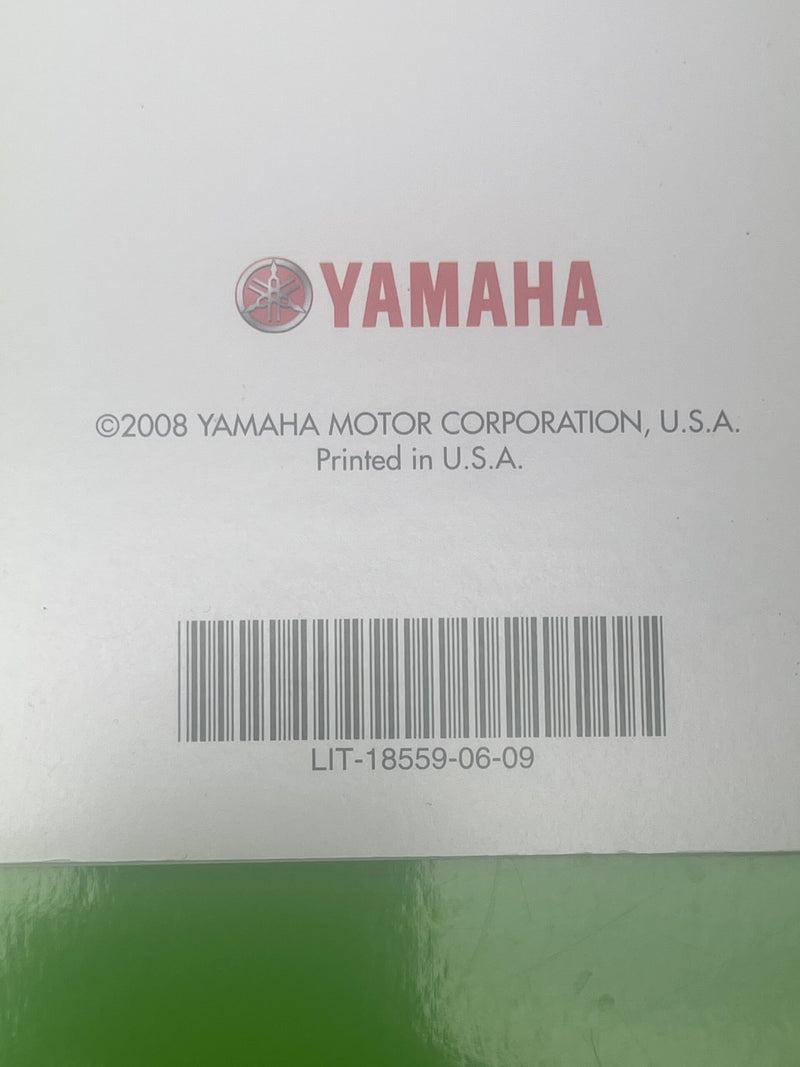 YAMAHA
©2008 YAMAHA MOTOR CORPORATION, U.S.A.
Printed in U.S.A.
LIT-18559-06-09